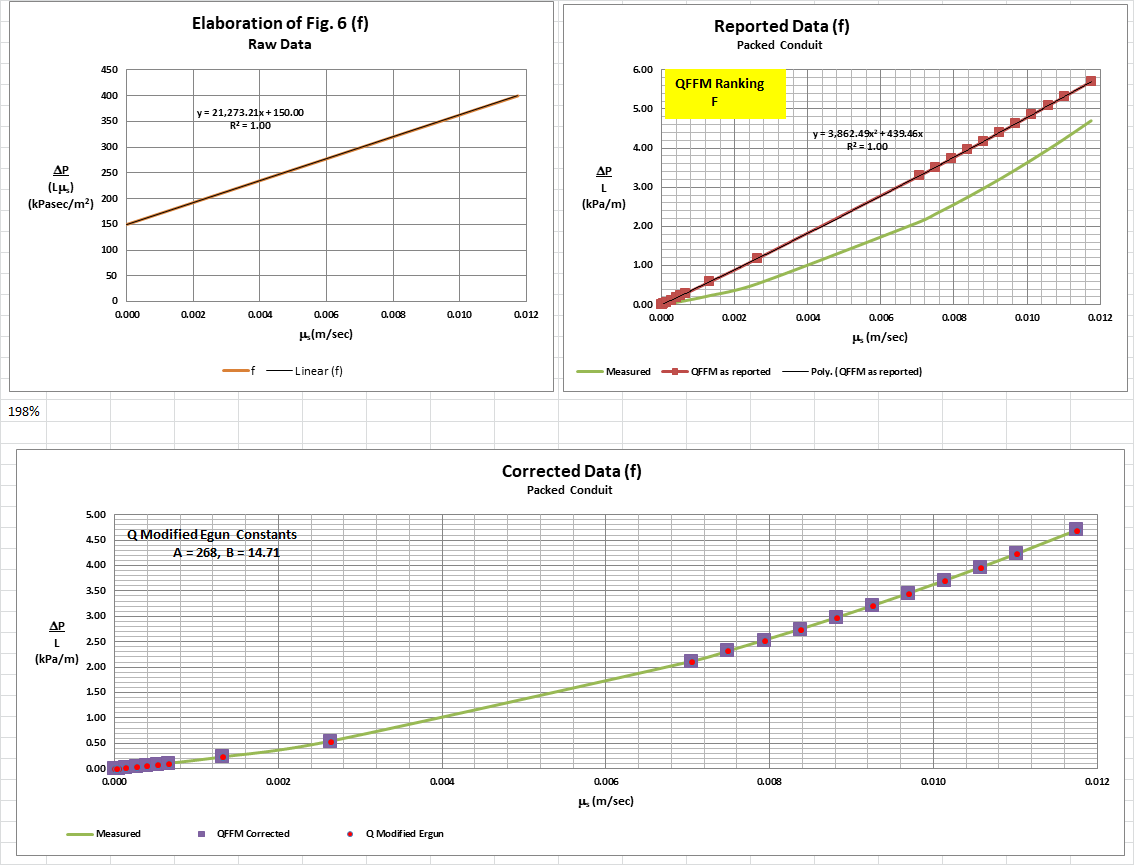 Elaboration of Fig. 6 (f)
Raw Data
450
400
350
300
250
200
150
100
50
0
y = 21,273.21x + 150.00
R² = 1.00
ΔP
(Lμs)
(kPasec/m²)
0.000 0.002 0.004 0.006 0.008 0.010 0.012
μs(m/sec)
f Linear (f)
Reported Data (f)
Packed Conduit
QFFM Ranking
F
6.00
5.00
4.00
3.00
2.00
1.00
0.00
y = 3,862.49x² + 439.46x
R² = 1.00
ΔP
L
(kPa/m)
0.000 0.002 0.004 0.006 0.008 0.010 0.012
μs (m/sec)
Measured QFFM as reported Poly. (QFFM as reported)
198%
Corrected Data (f)
Packed Conduit
Q Modified Egun Constants
A = 268, B = 14.71
5.00
4.50
4.00
3.50
3.00
2.50
2.00
1.50
1.00
0.50
0.00
ΔP
L
(kPa/m)
0.000 0.002 0.004 0.006 0.008 0.010 0.012
μs (m/sec)
Measured QFFM Corrected Q Modified Ergun